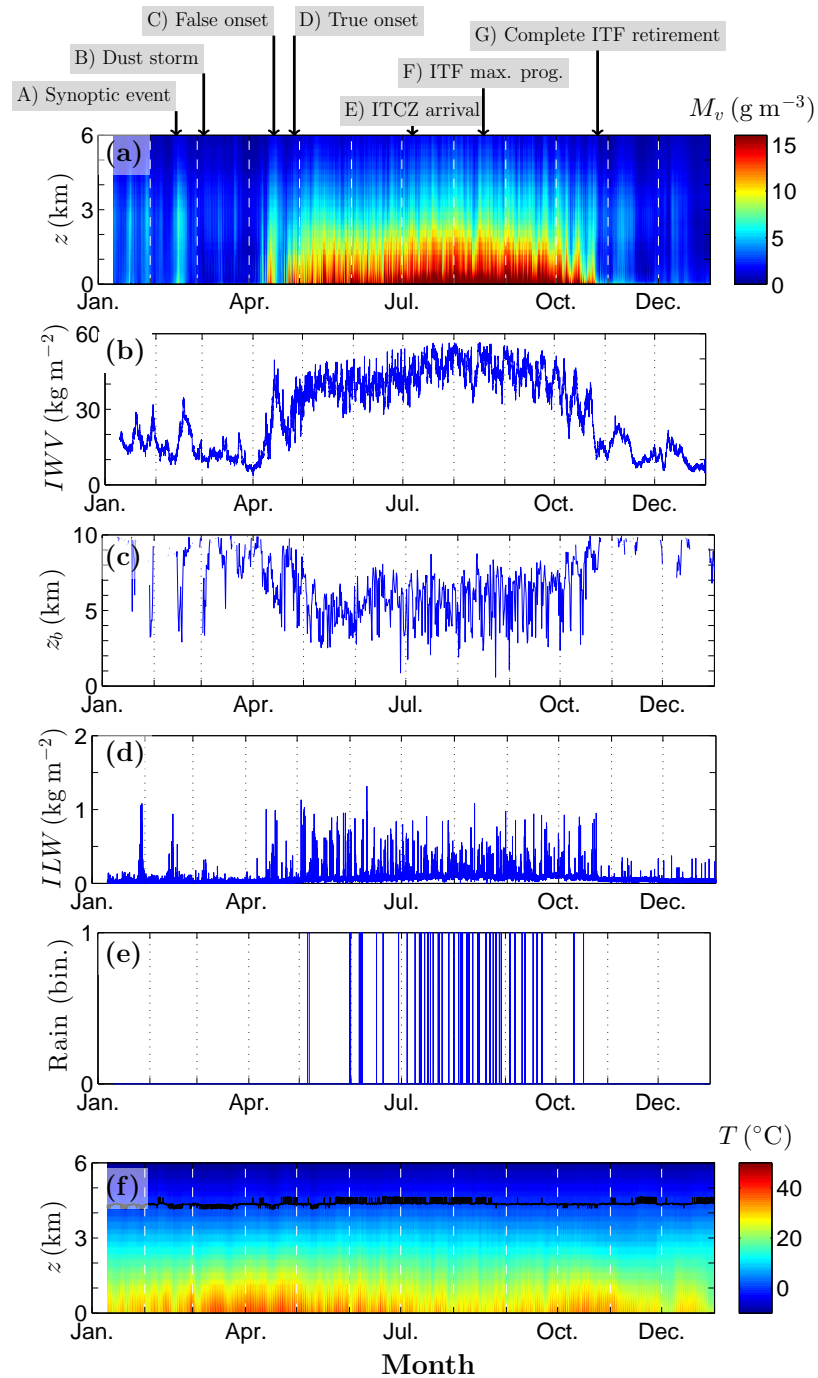 C) False onset
D) True onset
G) Complete ITF retirement
B) Dust storm
F) ITF max. prog.
A) Synoptic event
E) ITCZ arrival
M_v (g m⁻³)
(a)
z (km)
6
3
0
Jan. Apr. Jul. Oct. Dec.
15
10
5
0
(b)
IWV (kg m⁻²)
60
30
0
Jan. Apr. Jul. Oct. Dec.
(c)
z_b (km)
10
5
0
Jan. Apr. Jul. Oct. Dec.
(d)
ILW (kg m⁻²)
2
1
0
Jan. Apr. Jul. Oct. Dec.
(e)
Rain (bin.)
1
0
Jan. Apr. Jul. Oct. Dec.
T (°C)
(f)
z (km)
6
3
0
Jan. Apr. Jul. Oct. Dec.
40
20
0
Month